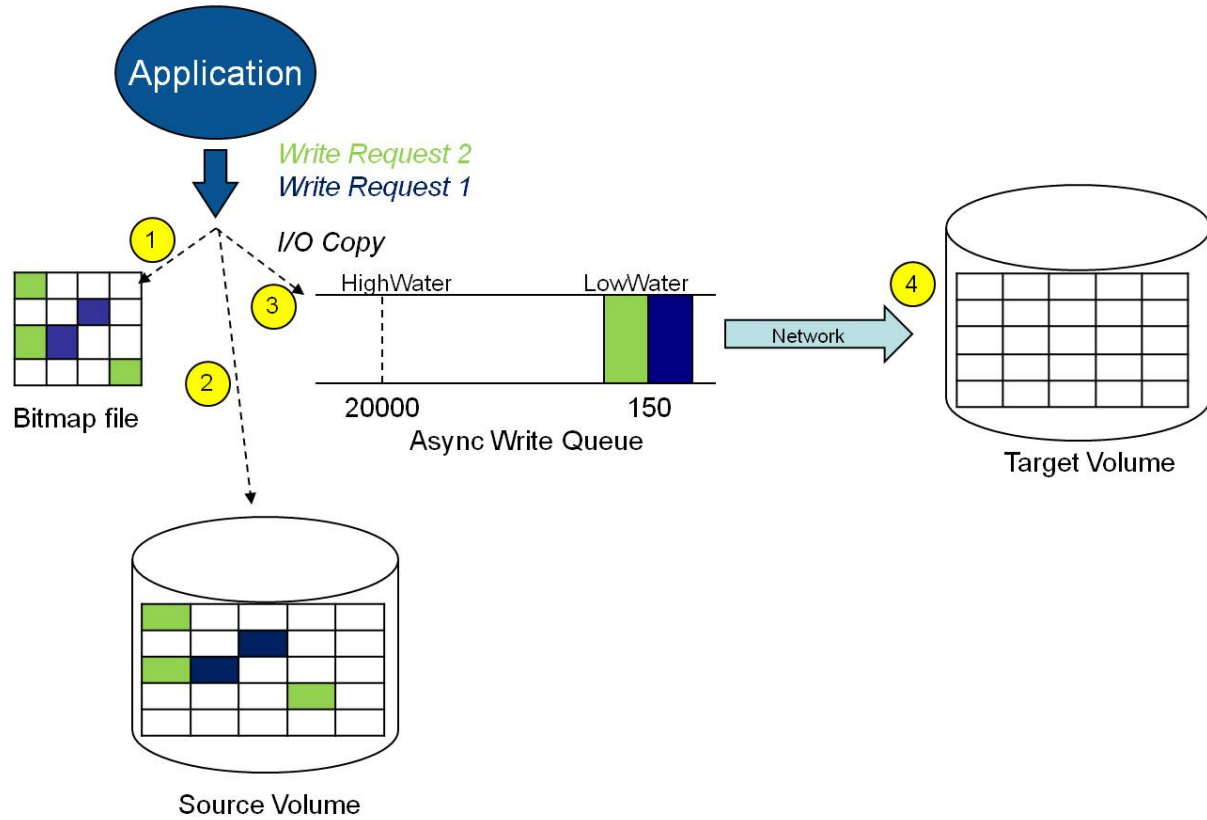 Application
Write Request 2
Write Request 1
1
I/O Copy
3
HighWater
LowWater
4
Network
2
Bitmap file
20000
150
Async Write Queue
Target Volume
Source Volume